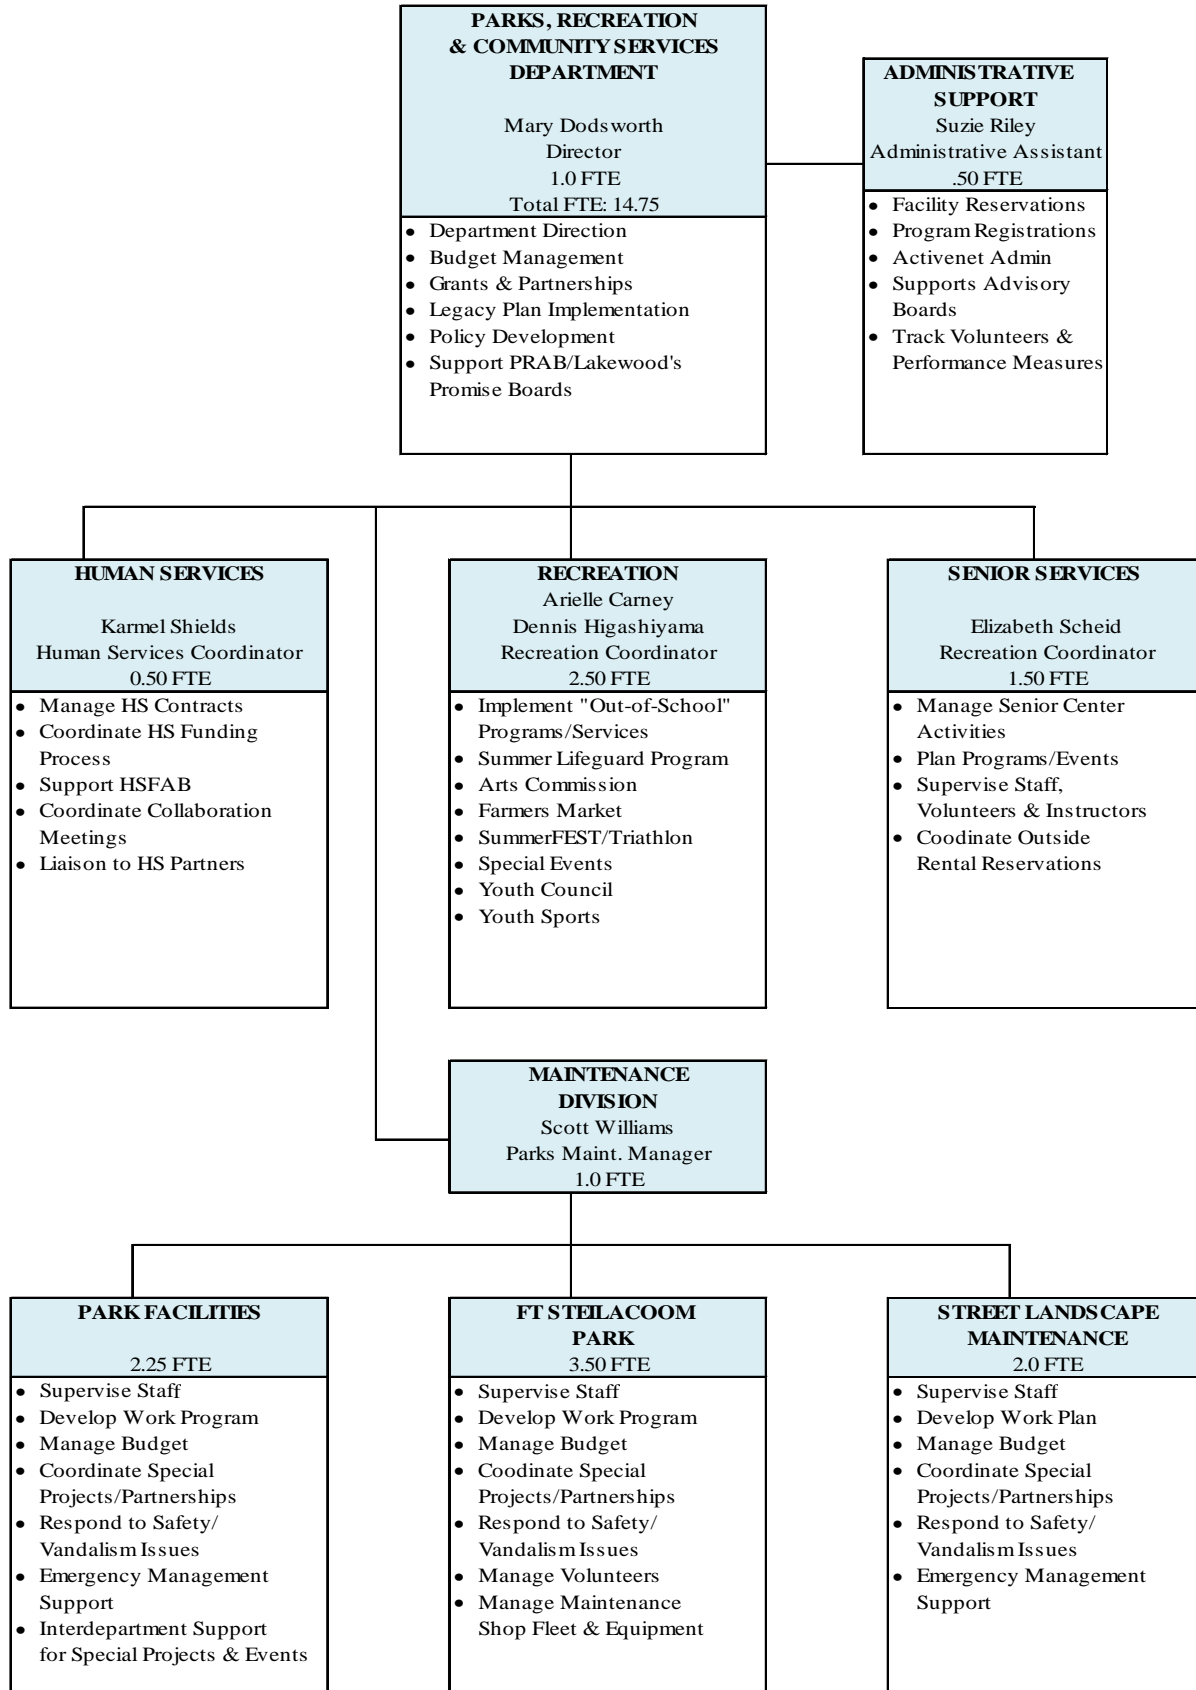 PARKS, RECREATION
& COMMUNITY SERVICES
DEPARTMENT
Mary Dodsworth
Director
1.0 FTE
Total FTE: 14.75
• Department Direction
• Budget Management
• Grants & Partnerships
• Legacy Plan Implementation
• Policy Development
• Support PRAB/Lakewood's
Promise Boards
ADMINISTRATIVE
SUPPORT
Suzie Riley
Administrative Assistant
.50 FTE
• Facility Reservations
• Program Registrations
• Activenet Admin
• Supports Advisory
Boards
• Track Volunteers &
Performance Measures
HUMAN SERVICES
Karmel Shields
Human Services Coordinator
0.50 FTE
• Manage HS Contracts
• Coordinate HS Funding
Process
• Support HSFAB
• Coordinate Collaboration
Meetings
• Liaison to HS Partners
RECREATION
Arielle Carney
Dennis Higashiyama
Recreation Coordinator
2.50 FTE
• Implement "Out-of-School"
Programs/Services
• Summer Lifeguard Program
• Arts Commission
• Farmers Market
• SummerFEST/Triathlon
• Special Events
• Youth Council
• Youth Sports
SENIOR SERVICES
Elizabeth Scheid
Recreation Coordinator
1.50 FTE
• Manage Senior Center
Activities
• Plan Programs/Events
• Supervise Staff,
Volunteers & Instructors
• Coodinate Outside
Rental Reservations
MAINTENANCE
DIVISION
Scott Williams
Parks Maint. Manager
1.0 FTE
PARK FACILITIES
2.25 FTE
• Supervise Staff
• Develop Work Program
• Manage Budget
• Coordinate Special
Projects/Partnerships
• Respond to Safety/
Vandalism Issues
• Emergency Management
Support
• Interdepartment Support
for Special Projects & Events
FT STEILACOOM
PARK
3.50 FTE
• Supervise Staff
• Develop Work Program
• Manage Budget
• Coodinate Special
Projects/Partnerships
• Respond to Safety/
Vandalism Issues
• Manage Volunteers
• Manage Maintenance
Shop Fleet & Equipment
STREET LANDSCAPE
MAINTENANCE
2.0 FTE
• Supervise Staff
• Develop Work Plan
• Manage Budget
• Coordinate Special
Projects/Partnerships
• Respond to Safety/
Vandalism Issues
• Emergency Management
Support